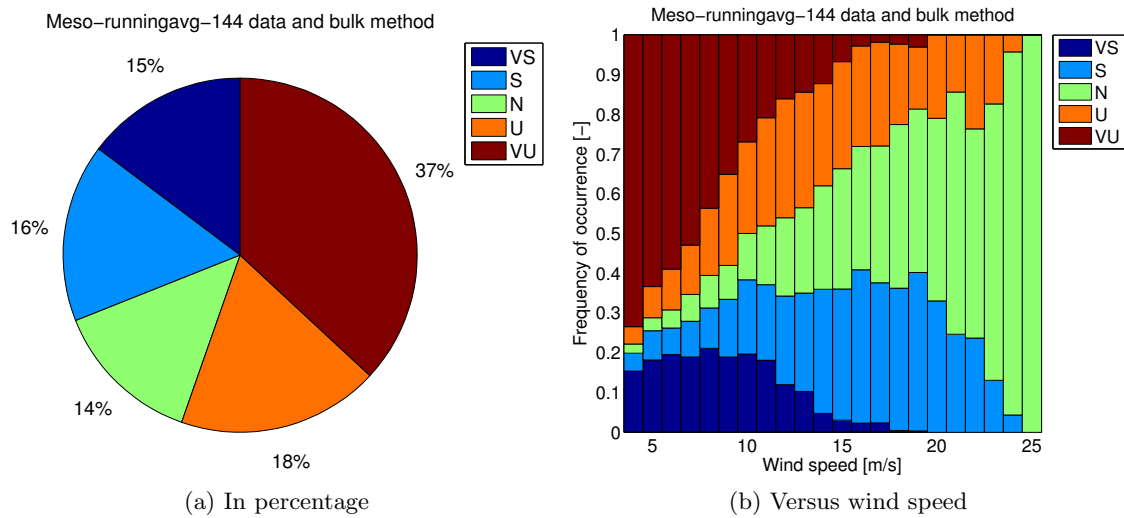 Meso−runningavg−144 data and bulk method
15%
16%
14%
18%
37%
VS
S
N
U
VU
(a) In percentage
Meso−runningavg−144 data and bulk method
Frequency of occurrence [−]
1
0.9
0.8
0.7
0.6
0.5
0.4
0.3
0.2
0.1
0
5 10 15 20 25
Wind speed [m/s]
VS
S
N
U
VU
(b) Versus wind speed